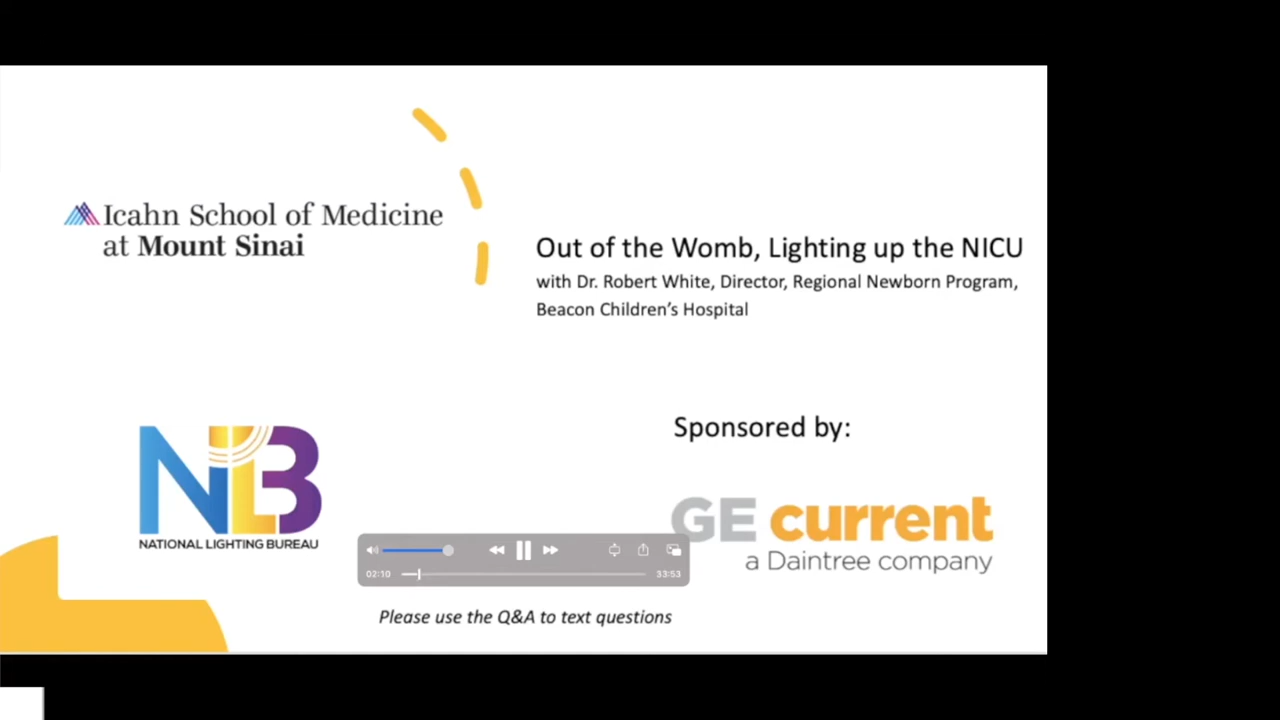 Icahn School of Medicine
at Mount Sinai
Out of the Womb, Lighting up the NICU
with Dr. Robert White, Director, Regional Newborn Program,
Beacon Children's Hospital
NLB
NATIONAL LIGHTING BUREAU
Sponsored by:
GE current
a Daintree company
02:10
33:53
Please use the Q&A to text questions